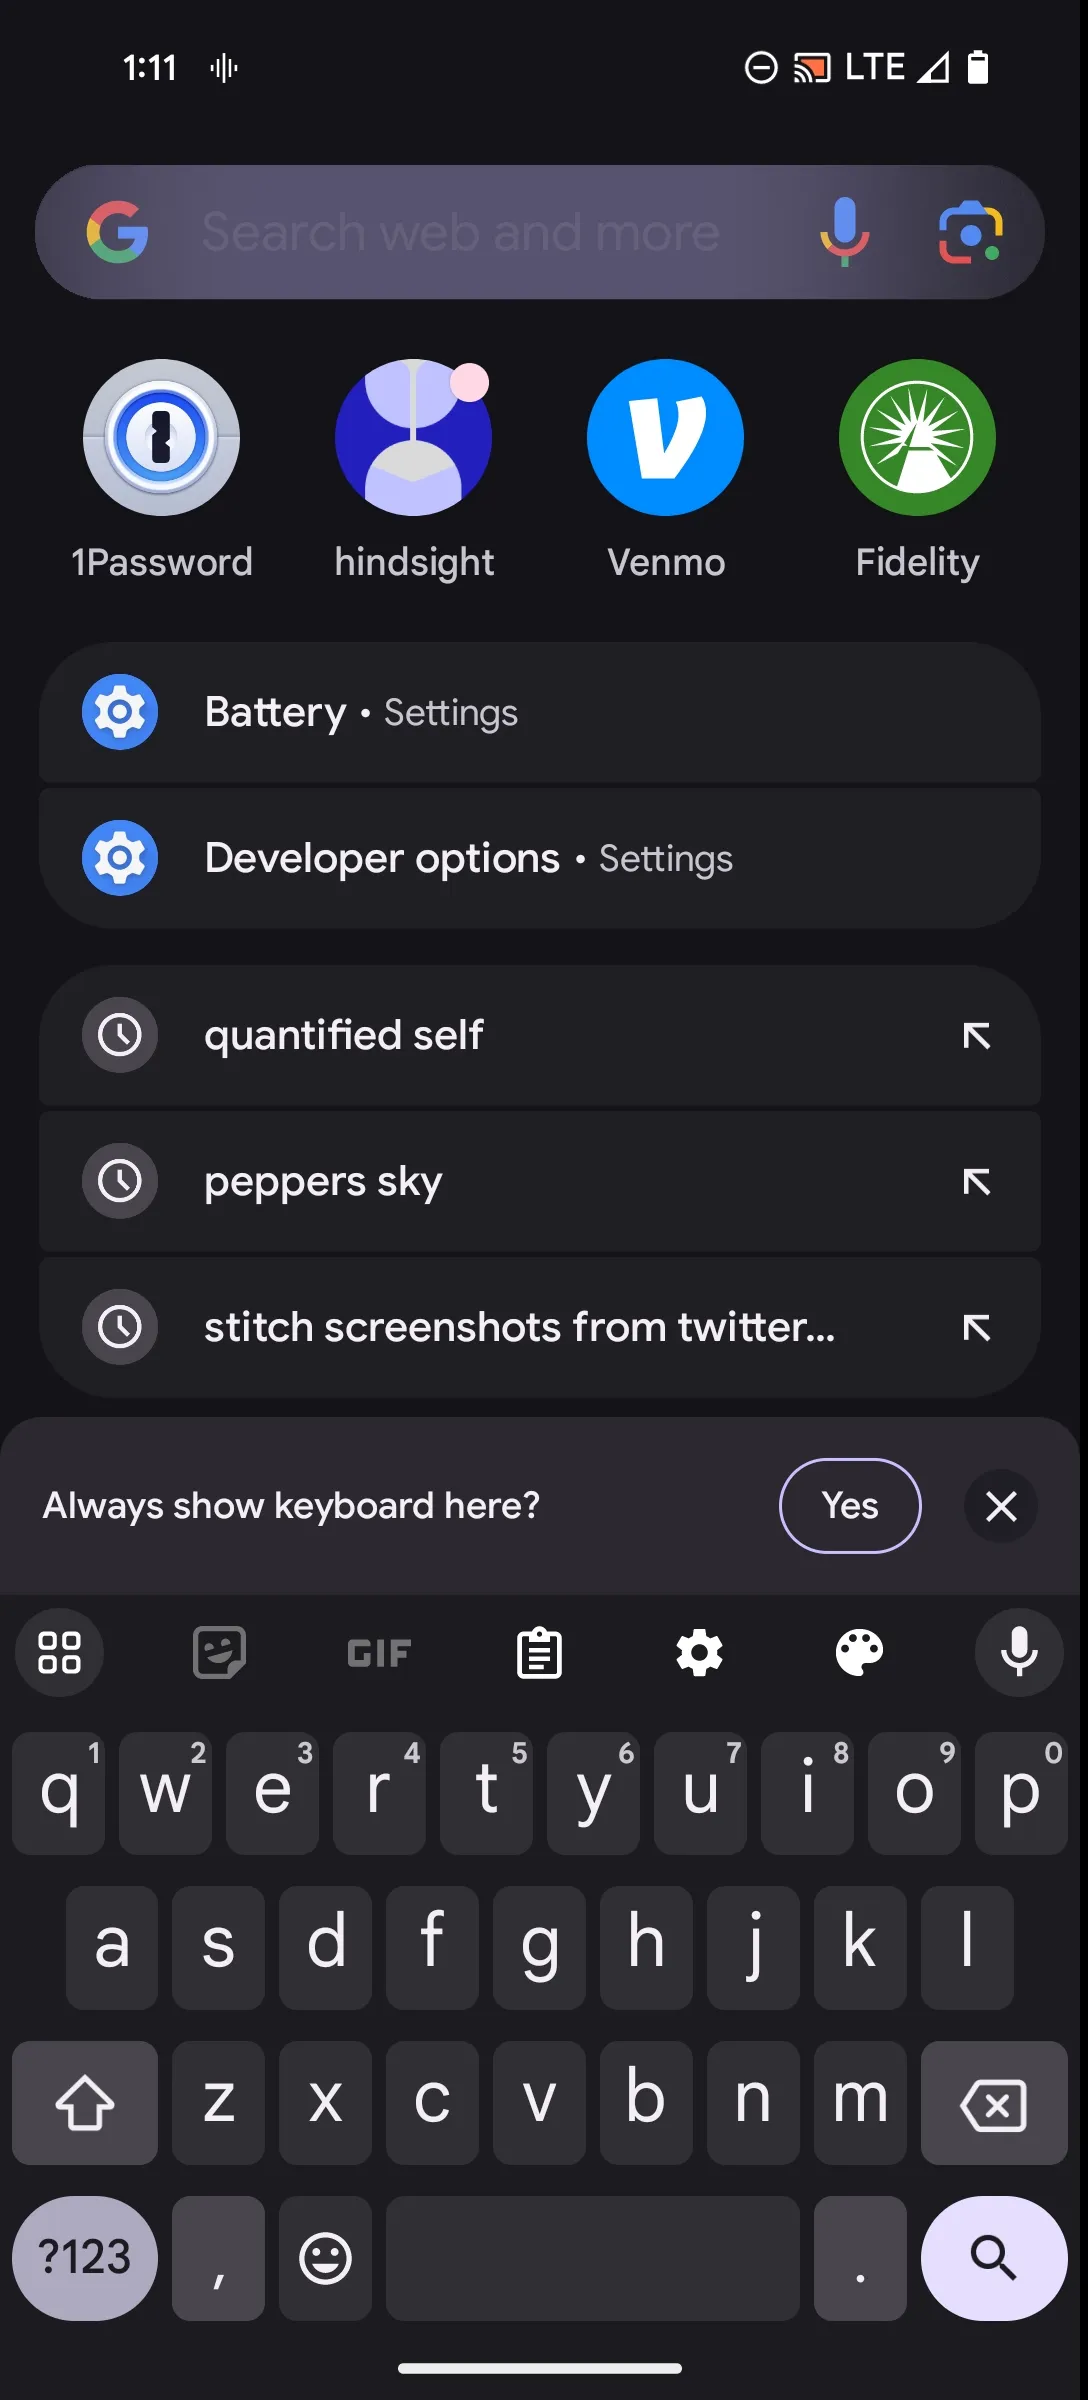 1:11
LTE
Search web and more
1Password
hindsight
Venmo
Fidelity
Battery • Settings
Developer options • Settings
quantified self
peppers sky
stitch screenshots from twitter...
Always show keyboard here?
Yes
GIF
q1 w2 e3 r4 t5 y6 u7 i8 o9 p0
a s d f g h j k l
z x c v b n m
?123 , .